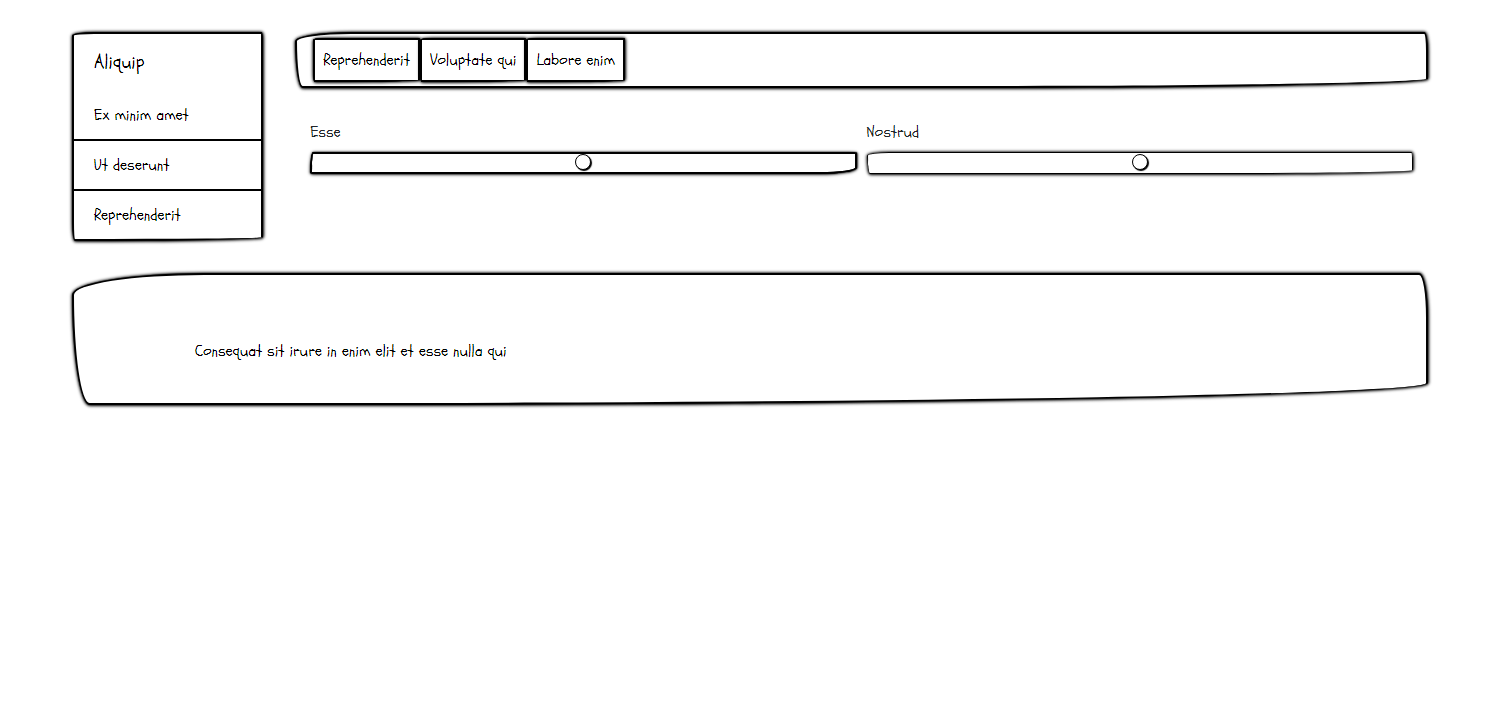 Aliquip
Ex minim amet
Ut deserunt
Reprehenderit
Reprehenderit Voluptate qui Labore enim
Esse Nostrud
Consequat sit irure in enim elit et esse nulla qui